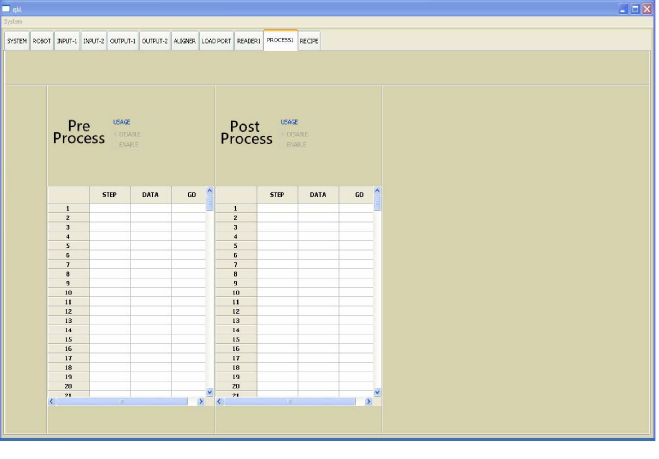 System
SYSTEM ROBOT INPUT-1 INPUT-2 OUTPUT-1 OUTPUT-2 ALIGNER LOAD PORT READER1 PROCESS1 RECIPE
Pre
Process
USAGE
DISABLE
ENABLE
Post
Process
USAGE
DISABLE
ENABLE
STEP DATA GO STEP DATA GO
1 1
2 2
3 3
4 4
5 5
6 6
7 7
8 8
9 9
10 10
11 11
12 12
13 13
14 14
15 15
16 16
17 17
18 18
19 19
20 20
21 21